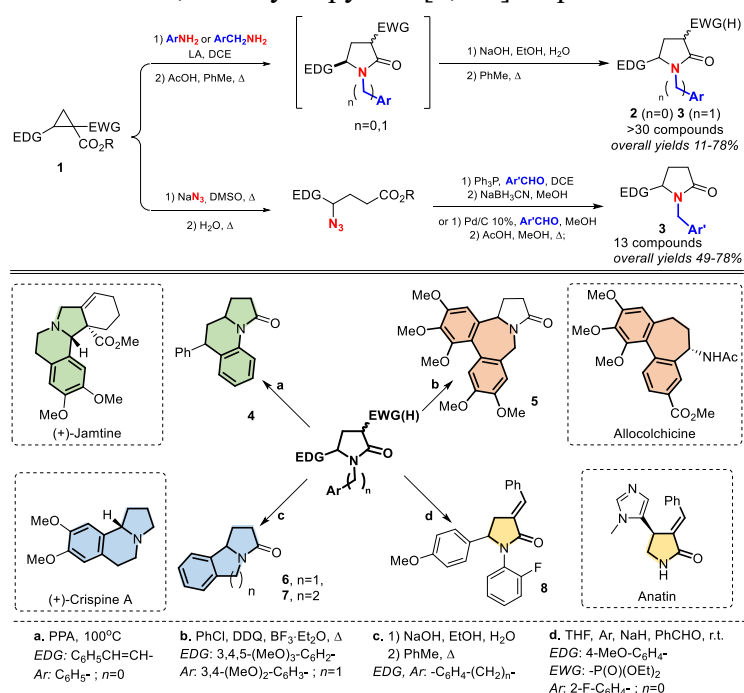 1) ArNH2 or ArCH2NH2
LA, DCE
2) AcOH, PhMe, Δ
EWG
EDG
N
O
( )n
Ar
n=0,1
1) NaOH, EtOH, H2O
2) PhMe, Δ
EWG(H)
EDG
N
O
( )n
Ar
2 (n=0) 3 (n=1)
>30 compounds
overall yields 11-78%
EDG
EWG
CO2R
1
1) NaN3, DMSO, Δ
2) H2O, Δ
EDG
CO2R
N3
1) Ph3P, Ar'CHO, DCE
2) NaBH3CN, MeOH
or 1) Pd/C 10%, Ar'CHO, MeOH
2) AcOH, MeOH, Δ;
EDG
N
O
Ar'
3
13 compounds
overall yields 49-78%
N
H
CO2Me
MeO
OMe
(+)-Jamtine
Ph
N
O
4
a
MeO
MeO
MeO
N
O
MeO
OMe
5
b
MeO
MeO
MeO
NHAc
CO2Me
Allocolchicine
EWG(H)
EDG
N
O
Ar
( )n
H
MeO
MeO
N
(+)-Crispine A
c
N
O
( )
n
6, n=1,
7, n=2
d
Ph
MeO
N
O
F
8
N
N
Ph
N
H
O
Anatin
a. PPA, 100ºC
EDG: C6H5CH=CH-
Ar: C6H5- ; n=0
b. PhCl, DDQ, BF3·Et2O, Δ
EDG: 3,4,5-(MeO)3-C6H2-
Ar: 3,4-(MeO)2-C6H3- ; n=1
c. 1) NaOH, EtOH, H2O
2) PhMe, Δ
EDG, Ar: -C6H4-(CH2)n-
d. THF, Ar, NaH, PhCHO, r.t.
EDG: 4-MeO-C6H4-
EWG: -P(O)(OEt)2
Ar: 2-F-C6H4- ; n=0